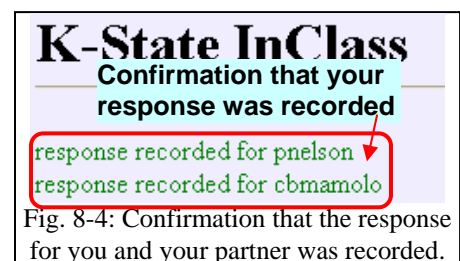 K-State InClass
Confirmation that your
response was recorded
response recorded for pnelson
response recorded for cbmamolo
Fig. 8-4: Confirmation that the response
for you and your partner was recorded.